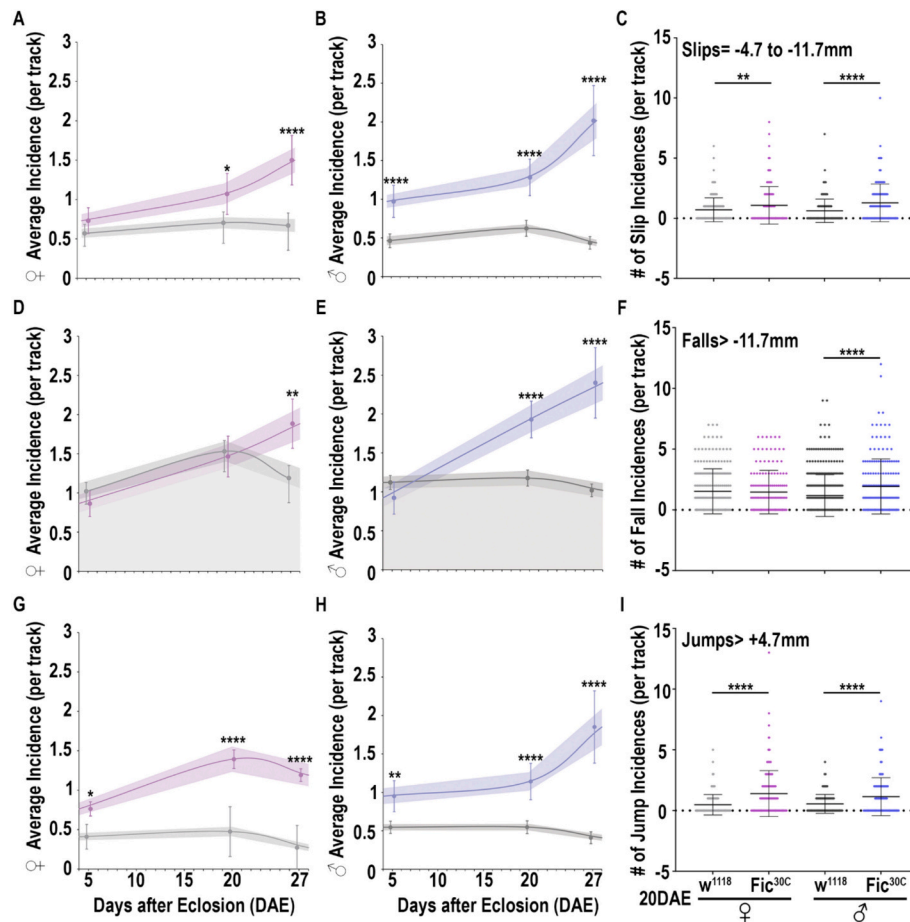 A
B
C
♀ Average Incidence (per track)
3
2.5
2
1.5
1
0.5
0
*
****
♂ Average Incidence (per track)
3
2.5
2
1.5
1
0.5
0
****
****
****
# of Slip Incidences (per track)
15
10
5
0
-5
Slips= -4.7 to -11.7mm
**
****
D
E
F
♀ Average Incidence (per track)
3
2.5
2
1.5
1
0.5
0
**
♂ Average Incidence (per track)
3
2.5
2
1.5
1
0.5
0
****
****
# of Fall Incidences (per track)
15
10
5
0
-5
Falls> -11.7mm
****
G
H
I
♀ Average Incidence (per track)
3
2.5
2
1.5
1
0.5
0
*
****
****
5 10 15 20 27
Days after Eclosion (DAE)
♂ Average Incidence (per track)
3
2.5
2
1.5
1
0.5
0
**
****
****
5 10 15 20 27
Days after Eclosion (DAE)
# of Jump Incidences (per track)
15
10
5
0
-5
Jumps> +4.7mm
****
****
w¹¹¹⁸ Fic³⁰ᶜ w¹¹¹⁸ Fic³⁰ᶜ
20DAE ♀ ♂